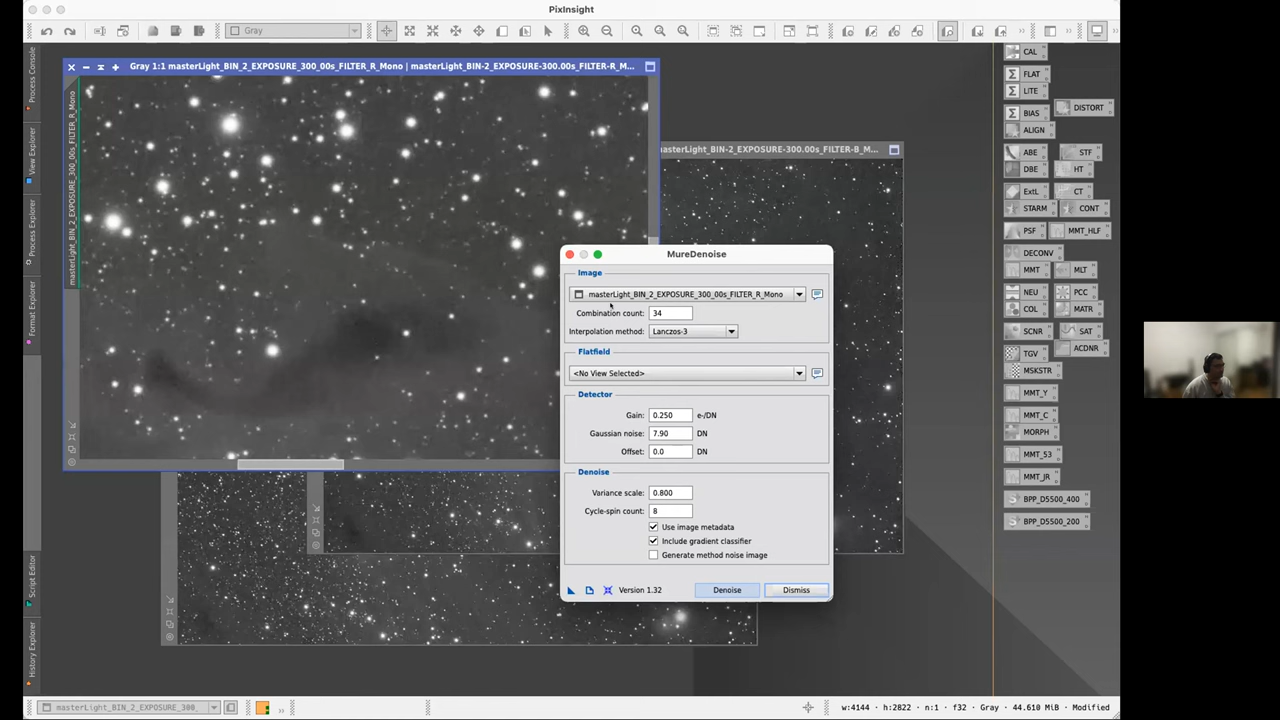 PixInsight
Gray
Process Console
View Explorer
Process Explorer
Format Explorer
Script Editor
History Explorer
Gray 1:1 masterLight_BIN_2_EXPOSURE_300_00s_FILTER_R_Mono | masterLight_BIN-2_EXPOSURE-300.00s_FILTER-R_M...
masterLight_BIN_2_EXPOSURE_300_00s_FILTER_R_Mono
masterLight_BIN-2_EXPOSURE-300.00s_FILTER-B_M...
MureDenoise
Image
masterLight_BIN_2_EXPOSURE_300_00s_FILTER_R_Mono
Combination count: 34
Interpolation method: Lanczos-3
Flatfield
<No View Selected>
Detector
Gain: 0.250 e-/DN
Gaussian noise: 7.90 DN
Offset: 0.0 DN
Denoise
Variance scale: 0.800
Cycle-spin count: 8
Use image metadata
Include gradient classifier
Generate method noise image
Version 1.32
Denoise
Dismiss
CAL
FLAT
LITE
DISTORT
BIAS
ALIGN
ABE STF
DBE HT
ExtL CT
STARM CONT
PSF MMT_HLF
DECONV
MMT MLT
NEU PCC
COL MATR
SCNR SAT
TGV ACDNR
MSKSTR
MMT_Y
MMT_C
MORPH
MMT_53
MMT_JR
BPP_D5500_400
BPP_D5500_200
masterLight_BIN_2_EXPOSURE_300_
w:4144 · h:2822 · n:1 · f32 · Gray · 44.610 MiB · Modified